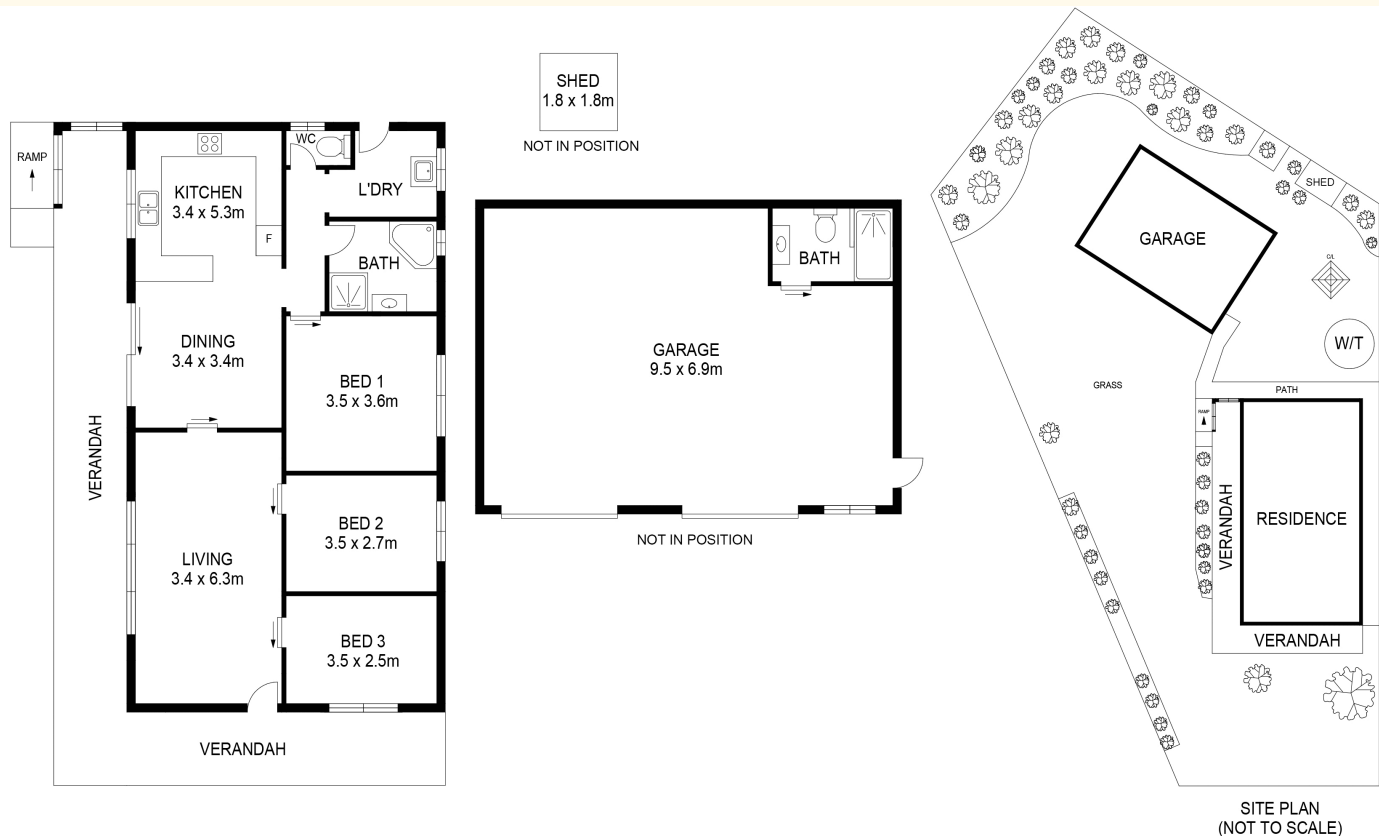 RAMP
WC
KITCHEN
3.4 x 5.3m
F
L'DRY
BATH
DINING
3.4 x 3.4m
BED 1
3.5 x 3.6m
VERANDAH
LIVING
3.4 x 6.3m
BED 2
3.5 x 2.7m
BED 3
3.5 x 2.5m
VERANDAH
SHED
1.8 x 1.8m
NOT IN POSITION
BATH
GARAGE
9.5 x 6.9m
NOT IN POSITION
SHED
GARAGE
C/L
W/T
GRASS
PATH
RAMP
VERANDAH
RESIDENCE
VERANDAH
SITE PLAN
(NOT TO SCALE)